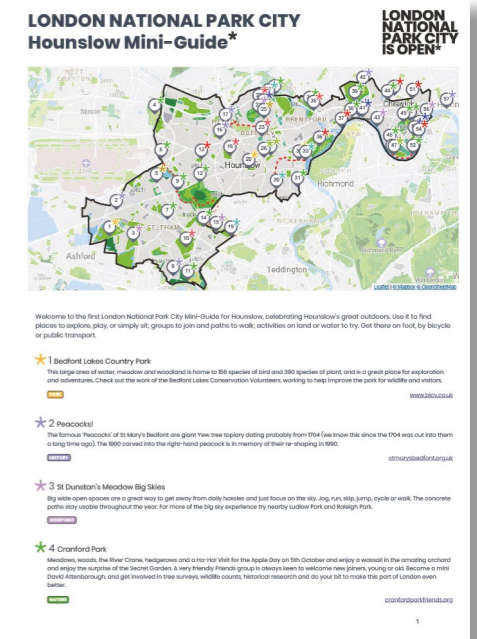 LONDON NATIONAL PARK CITY
Hounslow Mini-Guide*
LONDON
NATIONAL
PARK CITY
IS OPEN*
Hounslow
Richmond
FELTHAM
Ashford
Teddington
Leaflet | © Mapbox © OpenStreetMap
Welcome to the first London National Park City Mini-Guide for Hounslow, celebrating Hounslow's great outdoors. Use it to find
places to explore, play, or simply sit; groups to join and paths to walk; activities on land or water to try. Get there on foot, by bicycle
or public transport.
1 Bedfont Lakes Country Park
This large area of water, meadow and woodland is home to 156 species of bird and 390 species of plant, and is a great place for exploration
and adventures. Check out the work of the Bedfont Lakes Conservation Volunteers, working to help improve the park for wildlife and visitors.
PARK
www.blcv.co.uk
2 Peacocks!
The famous 'Peacocks' of St Mary's Bedfont are giant Yew tree topiary dating probably from 1704 (we know this since the 1704 was cut into them
a long time ago). The 1990 carved into the right-hand peacock is in memory of their re-shaping in 1990.
HISTORY
stmarysbedfont.org.uk
3 St Dunstan's Meadow Big Skies
Big wide open spaces are a great way to get away from daily hassles and just focus on the sky. Jog, run, skip, jump, cycle or walk. The concrete
paths stay usable throughout the year. For more of the big sky experience try nearby Ludlow Park and Raleigh Park.
VIEWPOINT
4 Cranford Park
Meadows, woods, the River Crane, hedgerows and a Ha-Ha! Visit for the Apple Day on 5th October and enjoy a wassail in the amazing orchard
and enjoy the surprise of the Secret Garden. A very friendly Friends group is always keen to welcome new joiners, young or old. Become a mini
David Attenborough, and get involved in tree surveys, wildlife counts, historical research and do your bit to make this part of London even
better.
NATURE
cranfordparkfriends.org
1